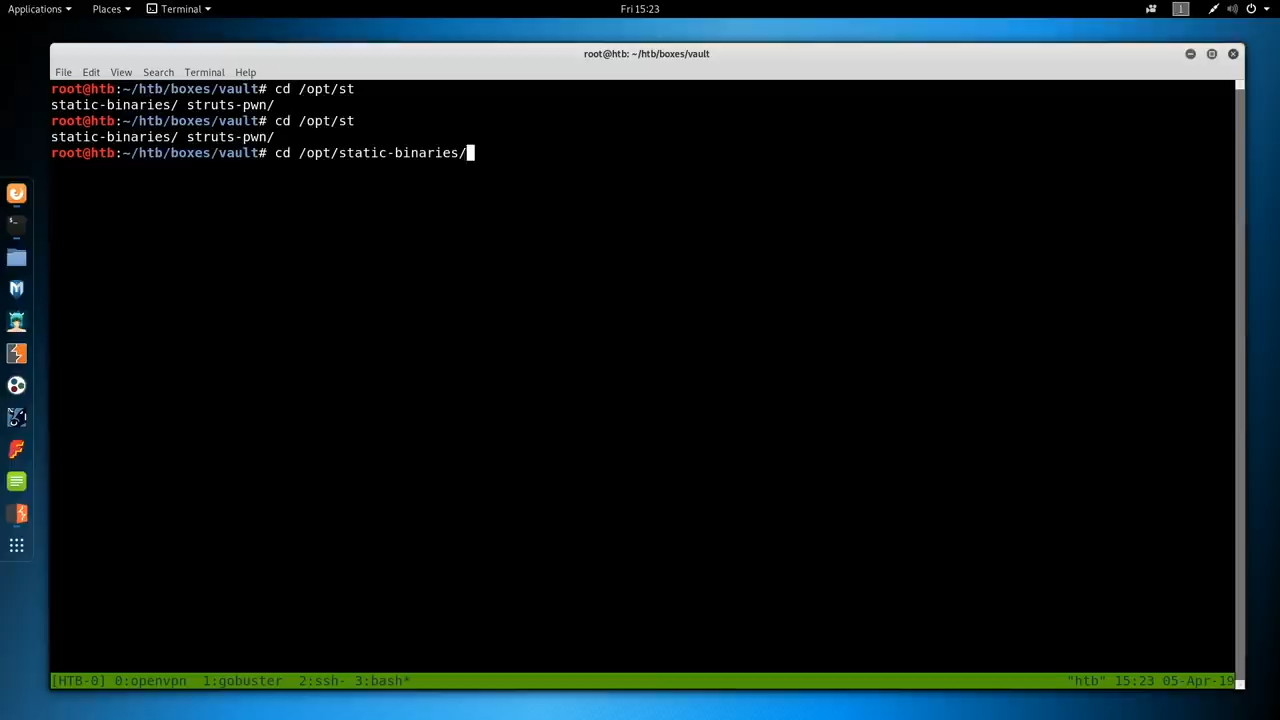 Applications Places Terminal Fri 15:23 1
root@htb: ~/htb/boxes/vault
File Edit View Search Terminal Help
root@htb:~/htb/boxes/vault# cd /opt/st
static-binaries/ struts-pwn/
root@htb:~/htb/boxes/vault# cd /opt/st
static-binaries/ struts-pwn/
root@htb:~/htb/boxes/vault# cd /opt/static-binaries/
[HTB-0] 0:openvpn 1:gobuster 2:ssh- 3:bash* "htb" 15:23 05-Apr-19